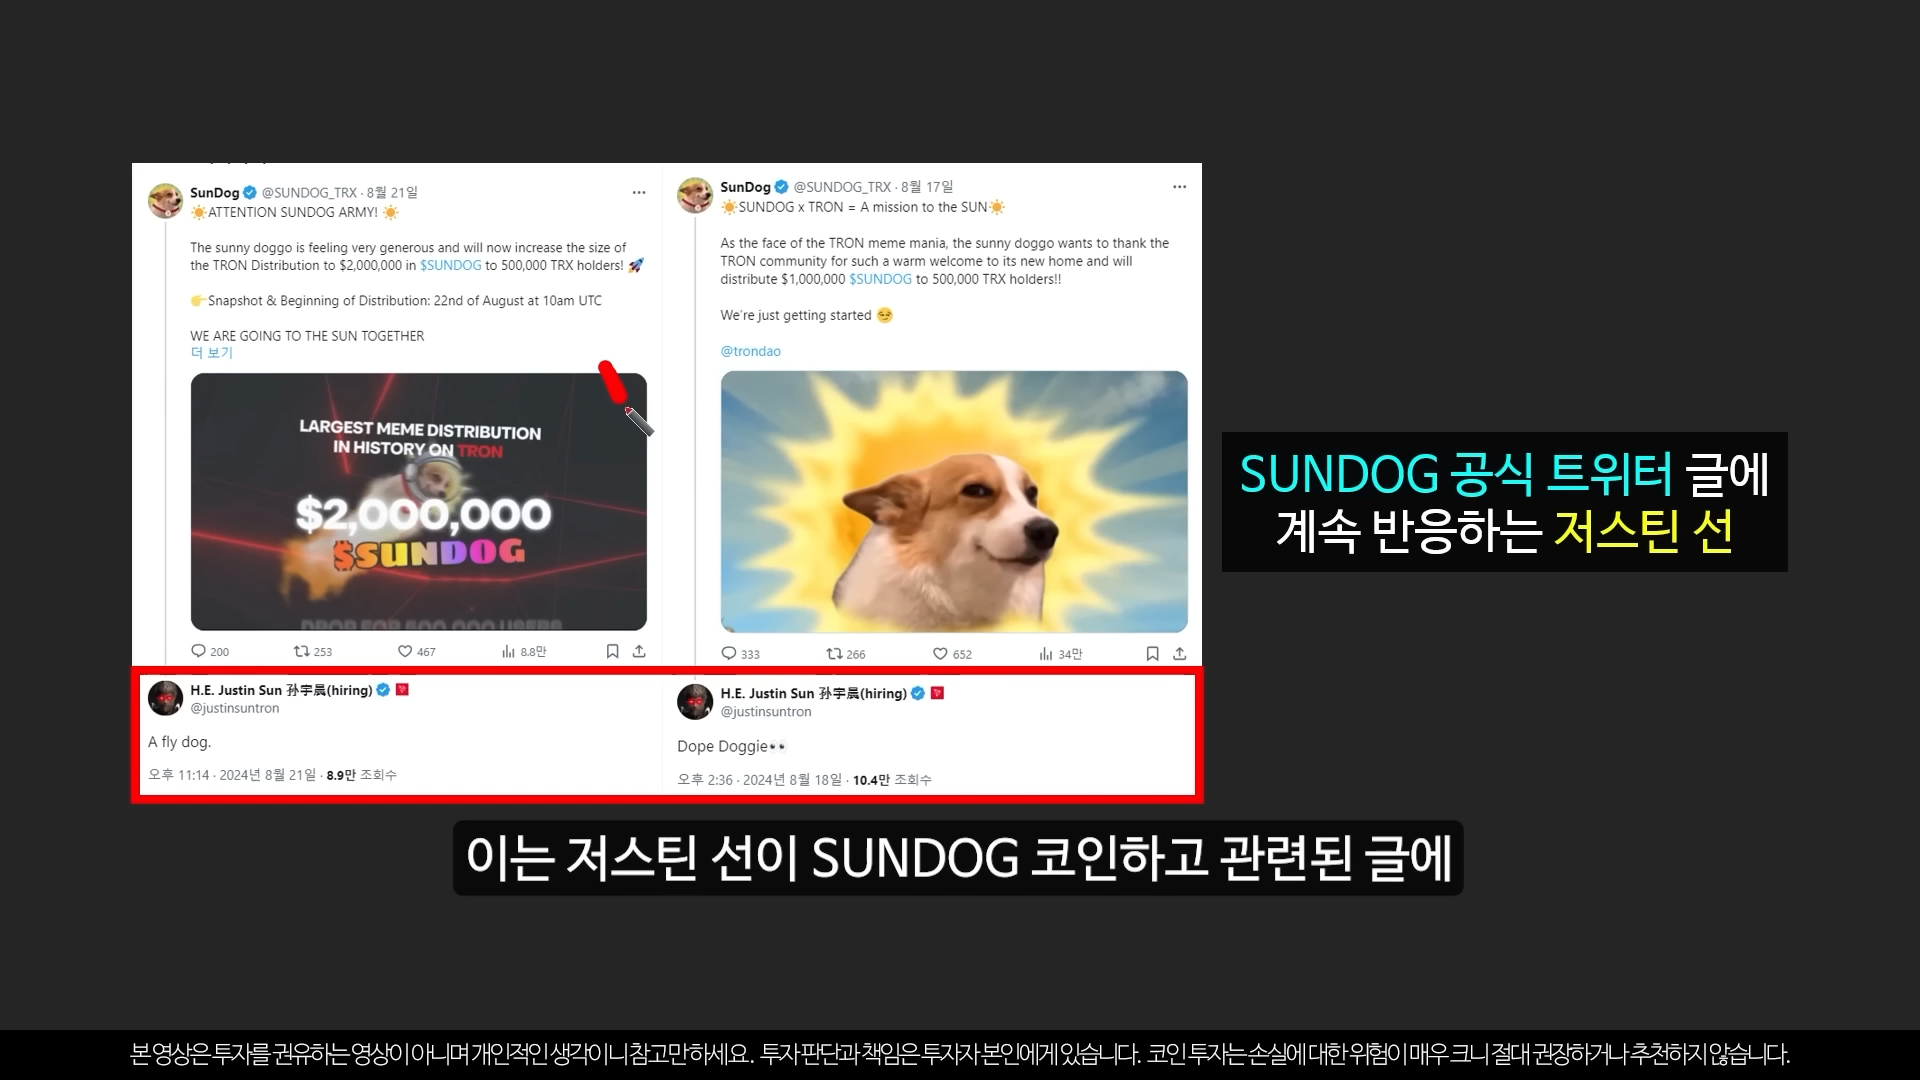 SunDog @SUNDOG_TRX · 8월 21일
☀️ATTENTION SUNDOG ARMY! ☀️
The sunny doggo is feeling very generous and will now increase the size of
the TRON Distribution to $2,000,000 in $SUNDOG to 500,000 TRX holders! 🚀
👉Snapshot & Beginning of Distribution: 22nd of August at 10am UTC
WE ARE GOING TO THE SUN TOGETHER
더 보기
LARGEST MEME DISTRIBUTION
IN HISTORY ON TRON
$2,000,000
$SUNDOG
DROP FOR 500,000 USERS
200 253 467 8.8만
H.E. Justin Sun 孙宇晨(hiring)
@justinsuntron
A fly dog.
오후 11:14 · 2024년 8월 21일 · 8.9만 조회수
SunDog @SUNDOG_TRX · 8월 17일
☀️SUNDOG x TRON = A mission to the SUN☀️
As the face of the TRON meme mania, the sunny doggo wants to thank the
TRON community for such a warm welcome to its new home and will
distribute $1,000,000 $SUNDOG to 500,000 TRX holders!!
We're just getting started 😏
@trondao
333 266 652 34만
H.E. Justin Sun 孙宇晨(hiring)
@justinsuntron
Dope Doggie👀
오후 2:36 · 2024년 8월 18일 · 10.4만 조회수
SUNDOG 공식 트위터 글에
계속 반응하는 저스틴 선
이는 저스틴 선이 SUNDOG 코인하고 관련된 글에
본 영상은 투자를 권유하는 영상이 아니며 개인적인 생각이니 참고만 하세요. 투자 판단과 책임은 투자자 본인에게 있습니다. 코인 투자는 손실에 대한 위험이 매우 크니 절대 권장하거나 추천하지 않습니다.